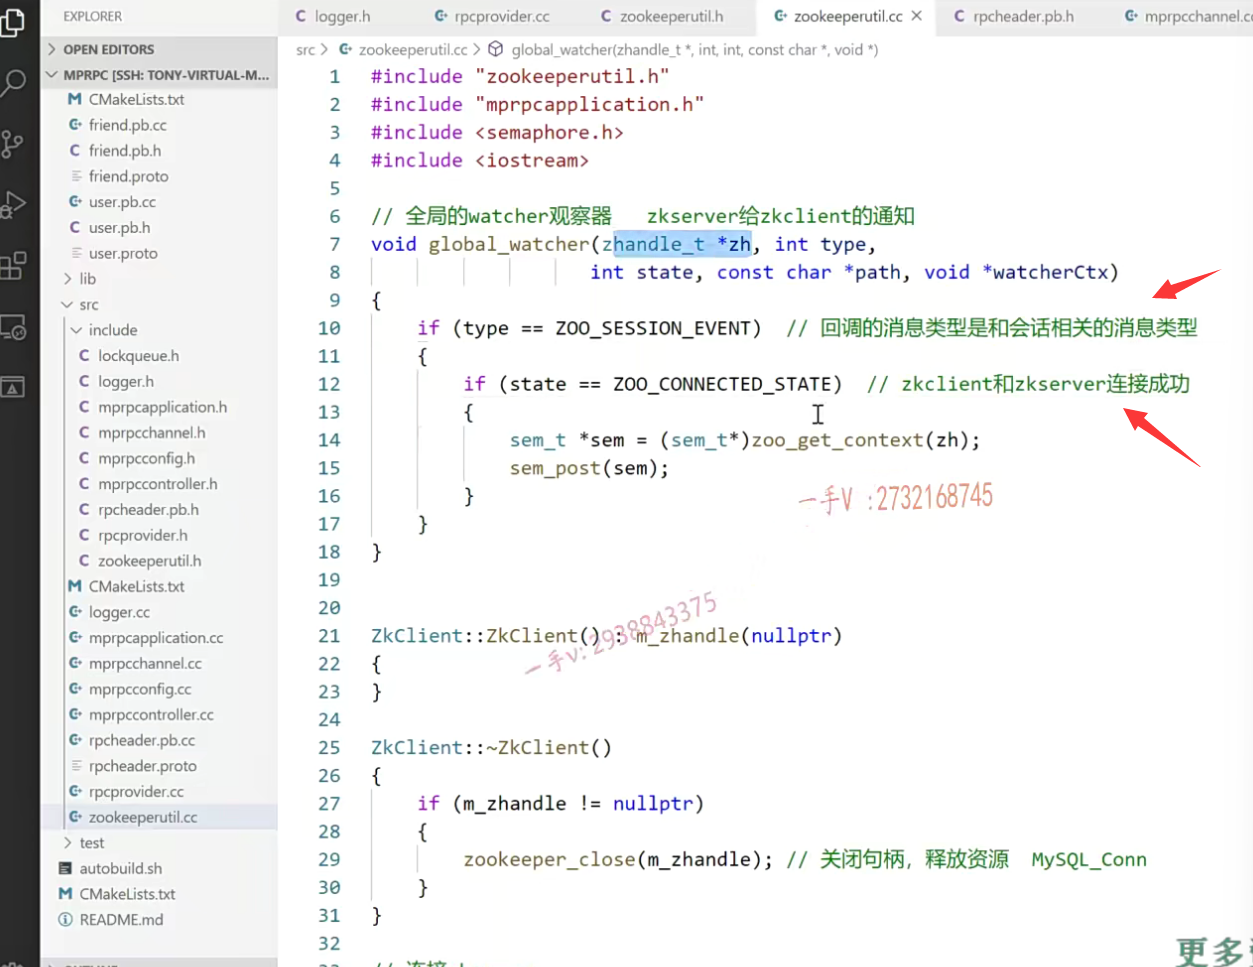 EXPLORER
logger.h
rpcprovider.cc
zookeeperutil.h
zookeeperutil.cc
rpcheader.pb.h
mprpcchannel.c
OPEN EDITORS
MPRPC [SSH: TONY-VIRTUAL-M...
CMakeLists.txt
friend.pb.cc
friend.pb.h
friend.proto
user.pb.cc
user.pb.h
user.proto
lib
src
include
lockqueue.h
logger.h
mprpcapplication.h
mprpcchannel.h
mprpcconfig.h
mprpccontroller.h
rpcheader.pb.h
rpcprovider.h
zookeeperutil.h
CMakeLists.txt
logger.cc
mprpcapplication.cc
mprpcchannel.cc
mprpcconfig.cc
mprpccontroller.cc
rpcheader.pb.cc
rpcheader.proto
rpcprovider.cc
zookeeperutil.cc
test
autobuild.sh
CMakeLists.txt
README.md
src > zookeeperutil.cc > global_watcher(zhandle_t *, int, int, const char *, void *)
1 #include "zookeeperutil.h"
2 #include "mprpcapplication.h"
3 #include <semaphore.h>
4 #include <iostream>
5
6 // 全局的watcher观察器   zkserver给zkclient的通知
7 void global_watcher(zhandle_t *zh, int type,
8                    int state, const char *path, void *watcherCtx)
9 {
10     if (type == ZOO_SESSION_EVENT)  // 回调的消息类型是和会话相关的消息类型
11     {
12         if (state == ZOO_CONNECTED_STATE)  // zkclient和zkserver连接成功
13         {
14             sem_t *sem = (sem_t*)zoo_get_context(zh);
15             sem_post(sem);
16         }
17     }
18 }
19
20
21 ZkClient::ZkClient() : m_zhandle(nullptr)
22 {
23 }
24
25 ZkClient::~ZkClient()
26 {
27     if (m_zhandle != nullptr)
28     {
29         zookeeper_close(m_zhandle); // 关闭句柄，释放资源  MySQL_Conn
30     }
31 }
32
一手V :2732168745
一手v: 2938843375
更多